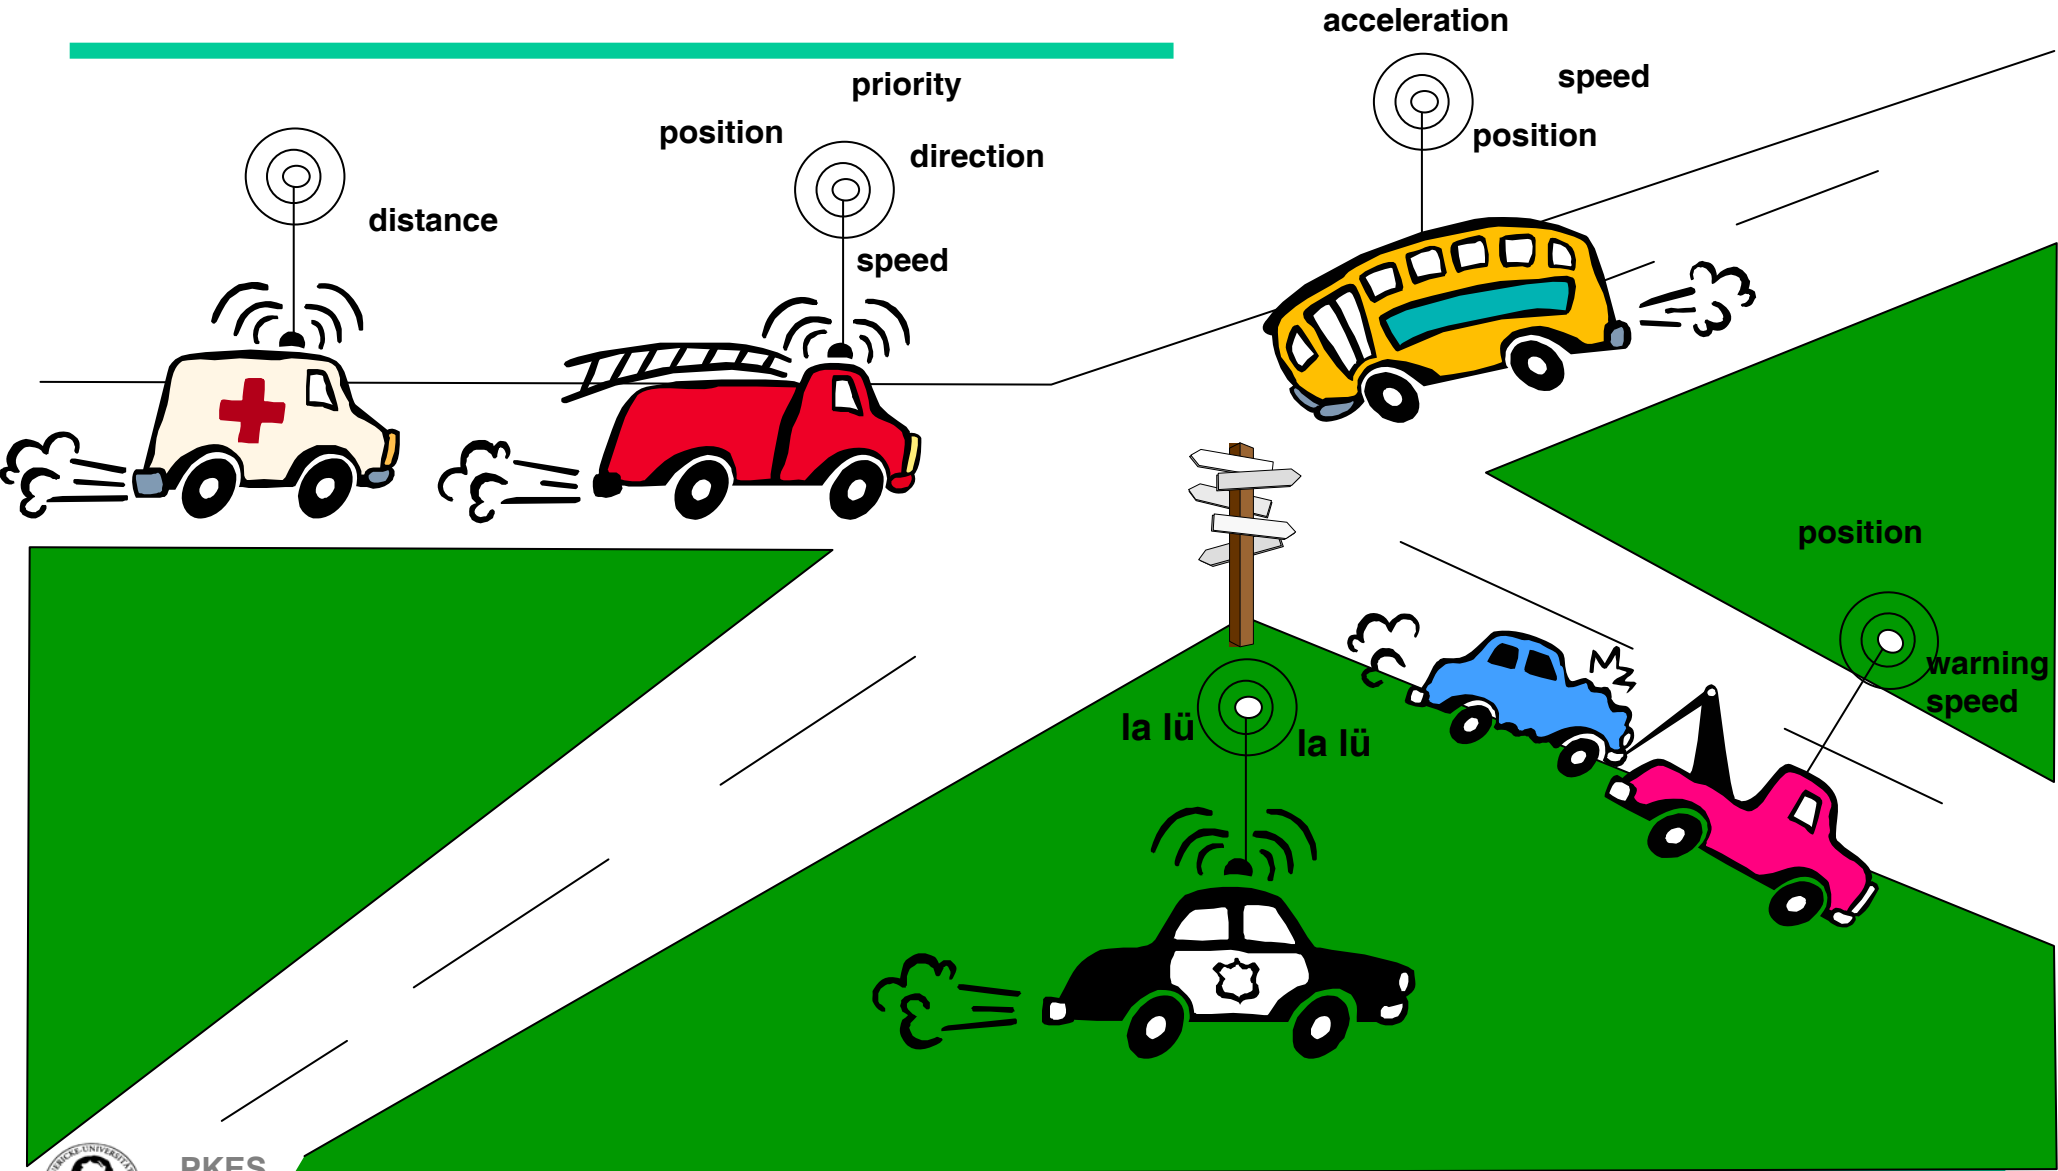 acceleration
speed
position
priority
position
direction
speed
distance
position
warning
speed
la lü
la lü
PKES